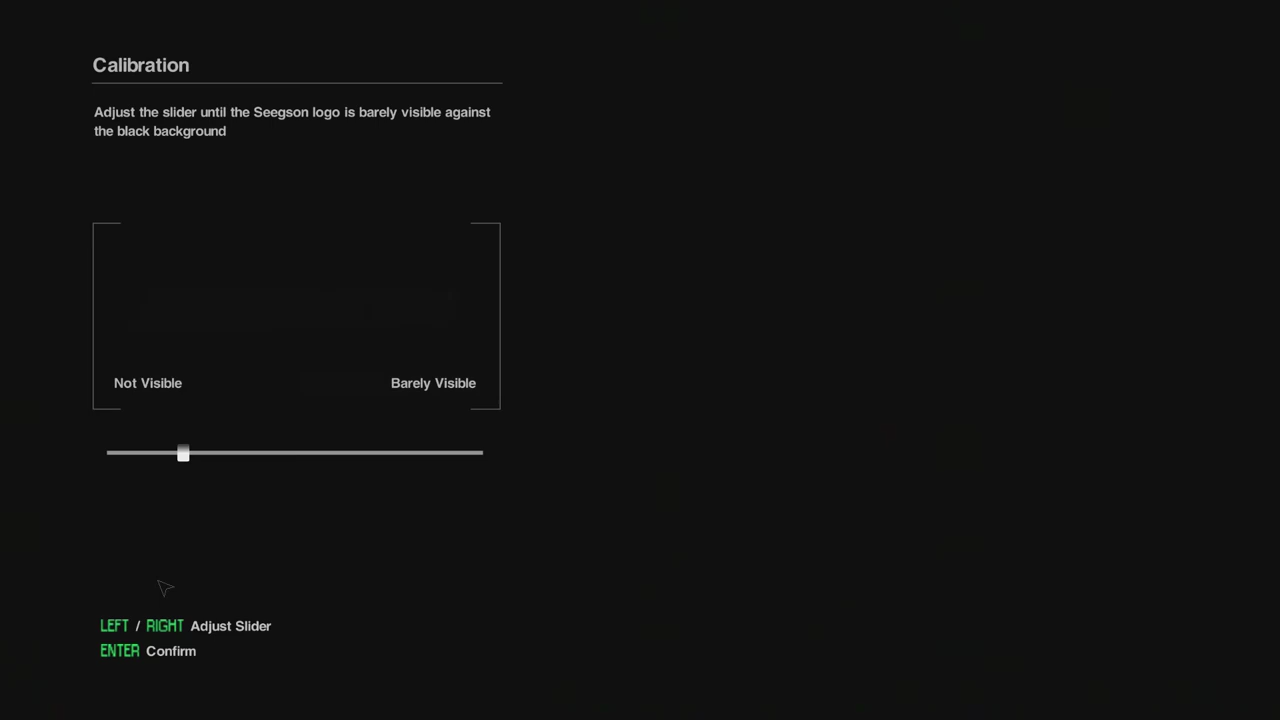 Calibration
Adjust the slider until the Seegson logo is barely visible against
the black background
Not Visible
Barely Visible
LEFT / RIGHT Adjust Slider
ENTER Confirm